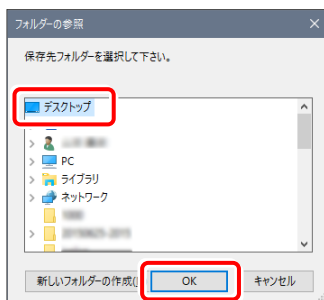 フォルダーの参照
保存先フォルダーを選択して下さい。
デスクトップ
PC
ライブラリ
ネットワーク
新しいフォルダーの作成(
OK
キャンセル